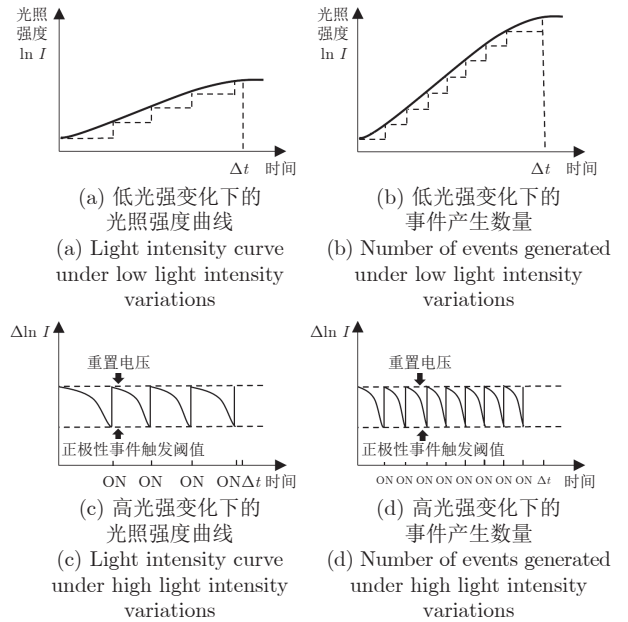 光照
强度
ln I
Δt 时间
(a) 低光强变化下的
光照强度曲线
(a) Light intensity curve
under low light intensity
variations
光照
强度
ln I
Δt 时间
(b) 低光强变化下的
事件产生数量
(b) Number of events generated
under low light intensity
variations
Δln I
重置电压
正极性事件触发阈值
ON ON ON ON Δt 时间
(c) 高光强变化下的
光照强度曲线
(c) Light intensity curve
under high light intensity
variations
Δln I
重置电压
正极性事件触发阈值
ON ON ON ON ON ON ON ON Δt 时间
(d) 高光强变化下的
事件产生数量
(d) Number of events generated
under high light intensity
variations